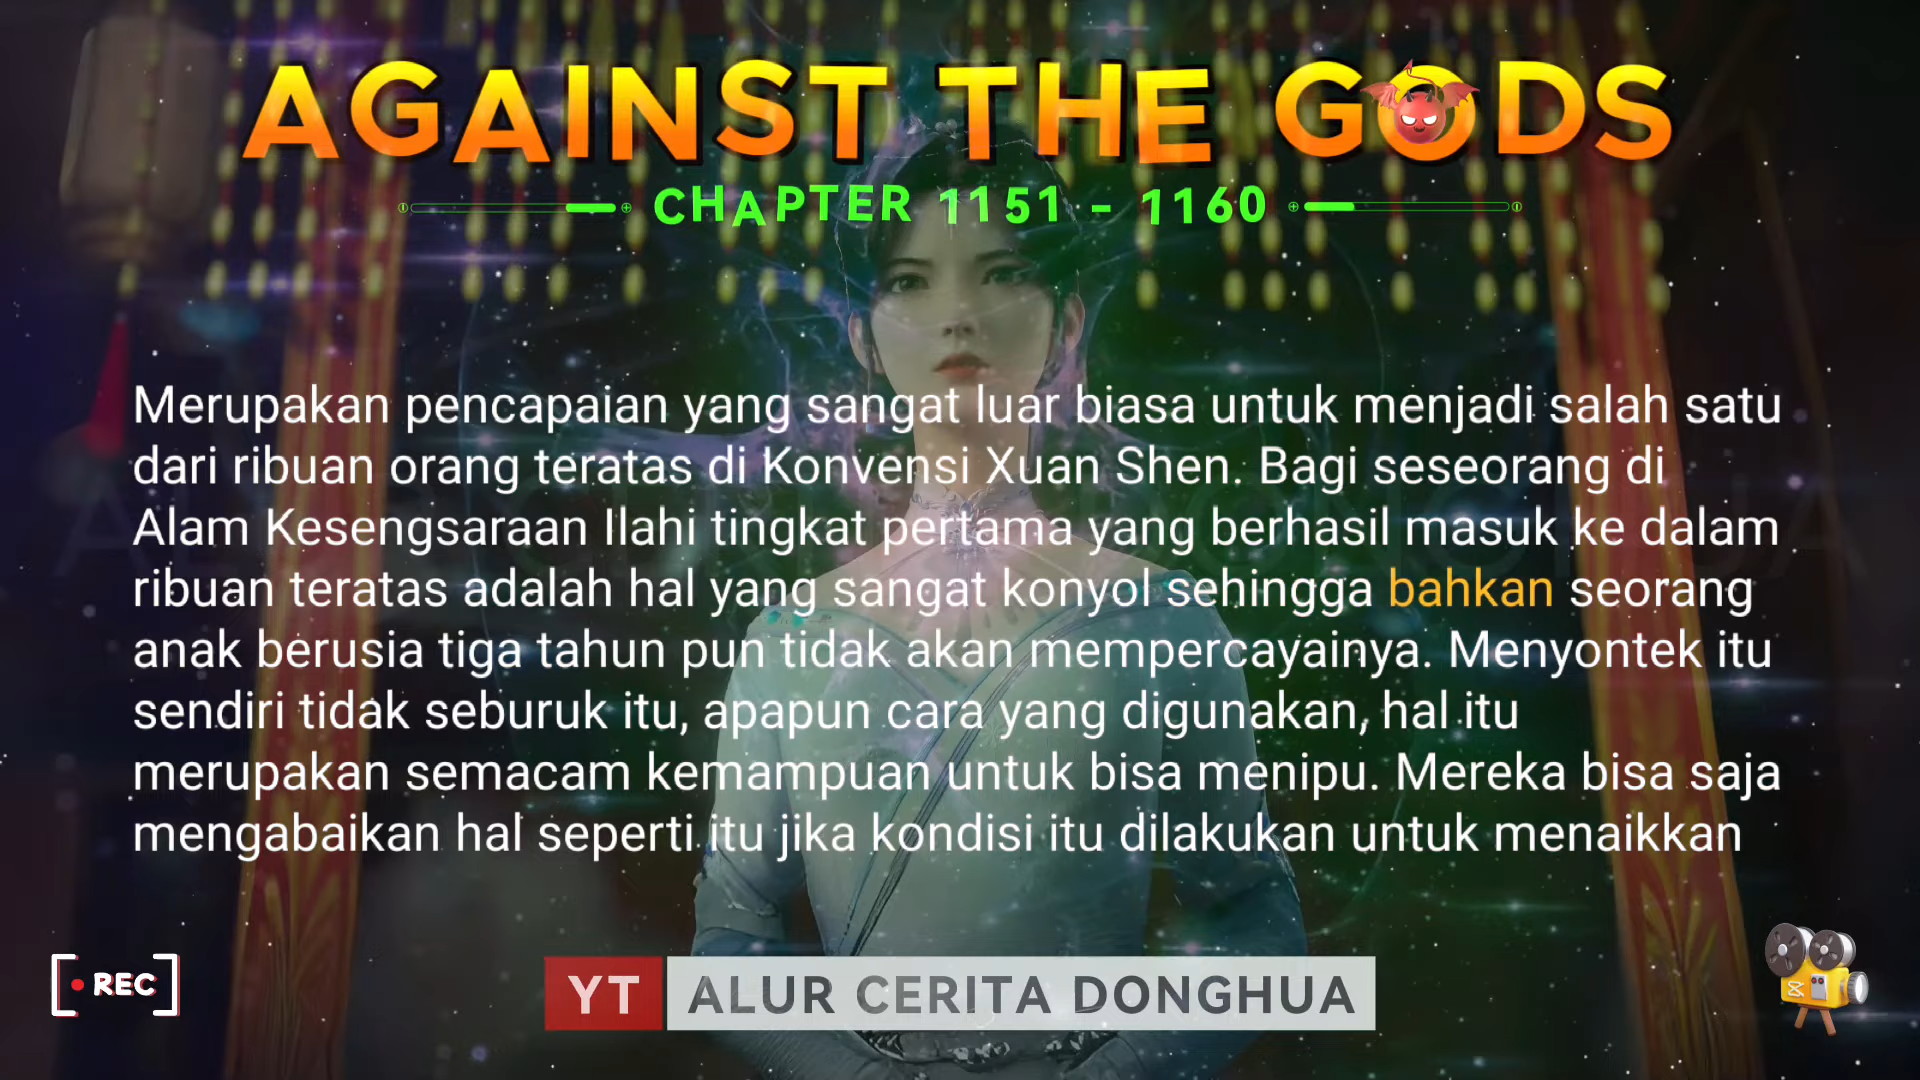 AGAINST THE GODS
CHAPTER 1151 - 1160
Merupakan pencapaian yang sangat luar biasa untuk menjadi salah satu
dari ribuan orang teratas di Konvensi Xuan Shen. Bagi seseorang di
Alam Kesengsaraan Ilahi tingkat pertama yang berhasil masuk ke dalam
ribuan teratas adalah hal yang sangat konyol sehingga bahkan seorang
anak berusia tiga tahun pun tidak akan mempercayainya. Menyontek itu
sendiri tidak seburuk itu, apapun cara yang digunakan, hal itu
merupakan semacam kemampuan untuk bisa menipu. Mereka bisa saja
mengabaikan hal seperti itu jika kondisi itu dilakukan untuk menaikkan
REC
YT ALUR CERITA DONGHUA